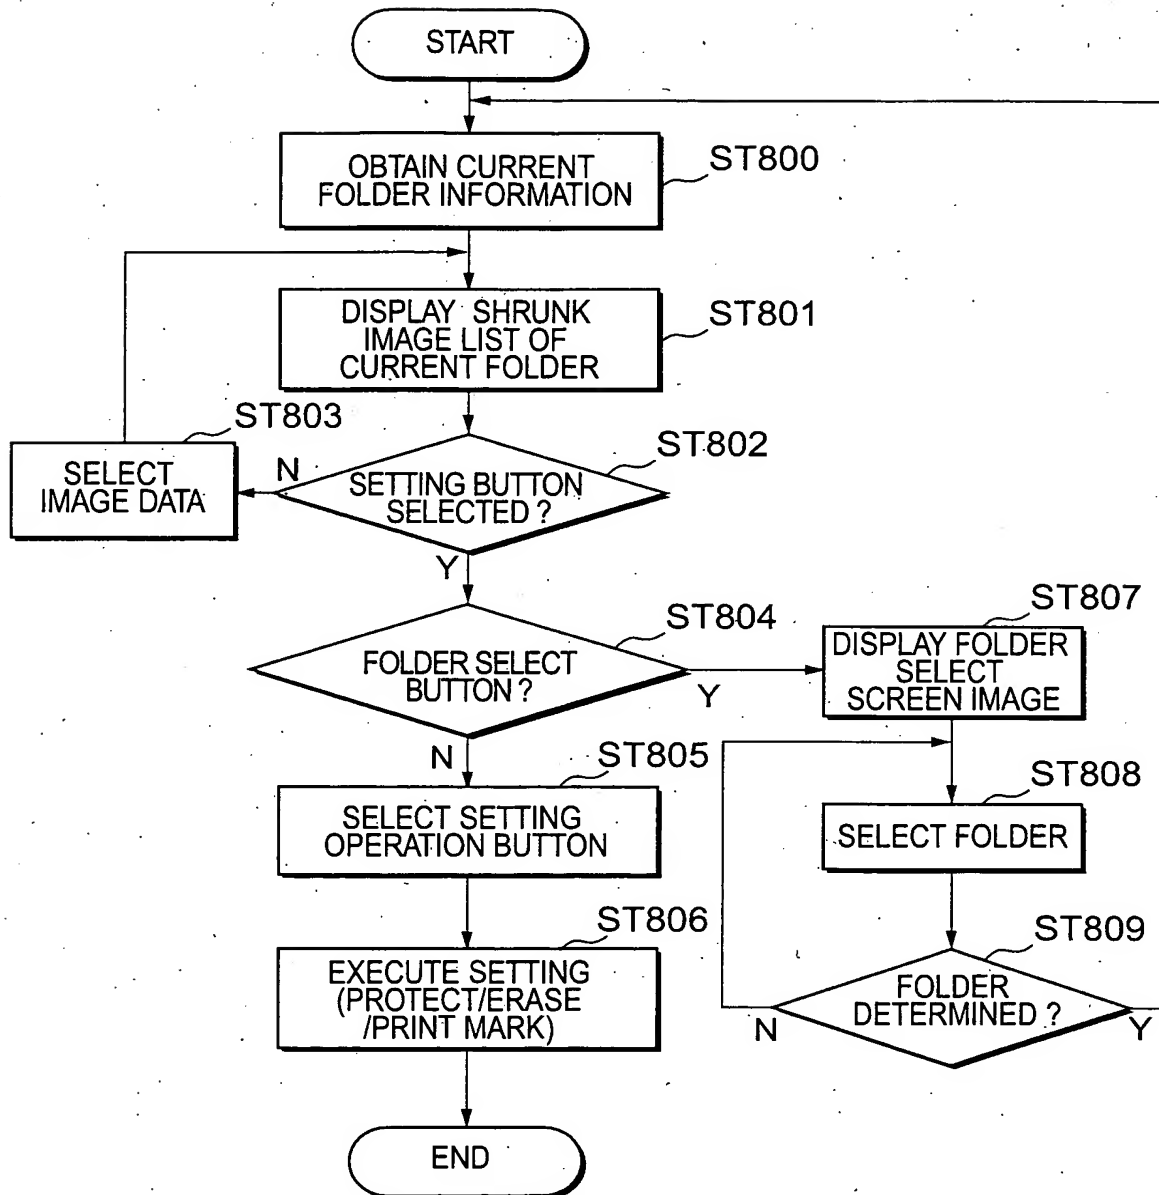 START
OBTAIN CURRENT
FOLDER INFORMATION
ST800
DISPLAY SHRUNK
IMAGE LIST OF
CURRENT FOLDER
ST801
ST803
SELECT
IMAGE DATA
N
SETTING BUTTON
SELECTED ?
ST802
Y
FOLDER SELECT
BUTTON ?
ST804
Y
N
ST807
DISPLAY FOLDER
SELECT
SCREEN IMAGE
ST805
SELECT SETTING
OPERATION BUTTON
ST808
SELECT FOLDER
ST806
EXECUTE SETTING
(PROTECT/ERASE
/PRINT MARK)
ST809
FOLDER
DETERMINED ?
N
Y
END